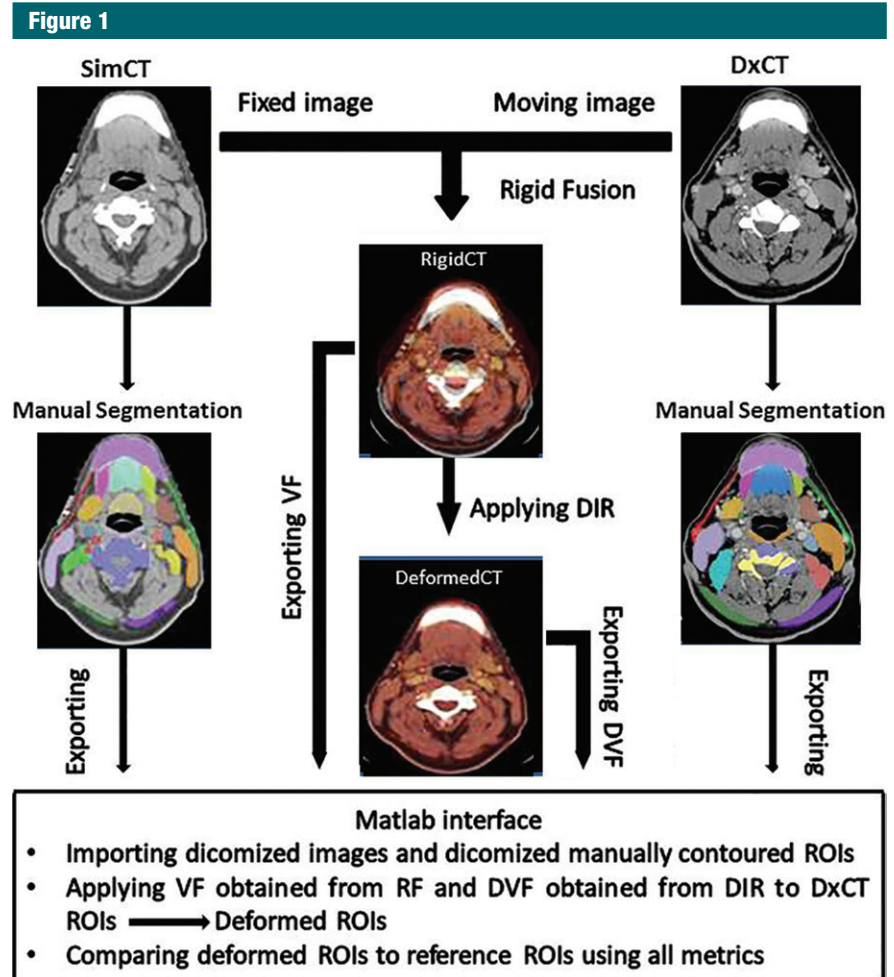 Figure 1
SimCT
DxCT
Fixed image
Moving image
Rigid Fusion
RigidCT
Manual Segmentation
Manual Segmentation
Exporting VF
Applying DIR
DeformedCT
Exporting DVF
Exporting
Exporting
Matlab interface
• Importing dicomized images and dicomized manually contoured ROIs
• Applying VF obtained from RF and DVF obtained from DIR to DxCT
ROIs ⟶ Deformed ROIs
• Comparing deformed ROIs to reference ROIs using all metrics